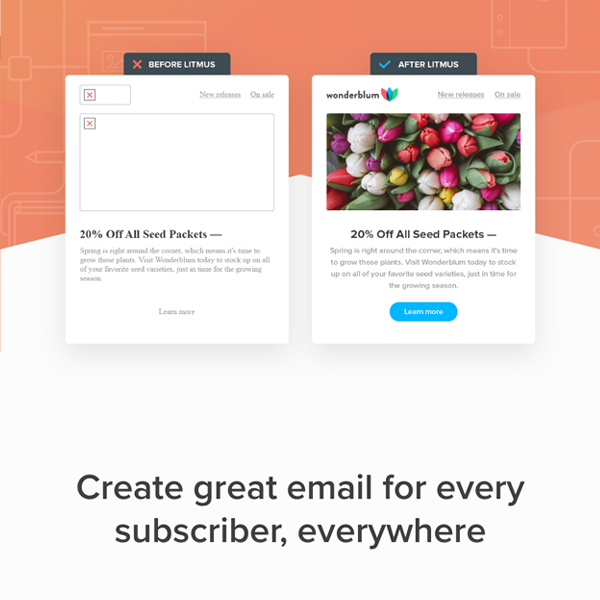 BEFORE LITMUS
New releases On sale
20% Off All Seed Packets —
Spring is right around the corner, which means it's time to
grow those plants. Visit Wonderblum today to stock up on all
of your favorite seed varieties, just in time for the growing
season.
Learn more
AFTER LITMUS
wonderblum New releases On sale
20% Off All Seed Packets —
Spring is right around the corner, which means it's time
to grow those plants. Visit Wonderblum today to stock
up on all of your favorite seed varieties, just in time for
the growing season.
Learn more
Create great email for every
subscriber, everywhere